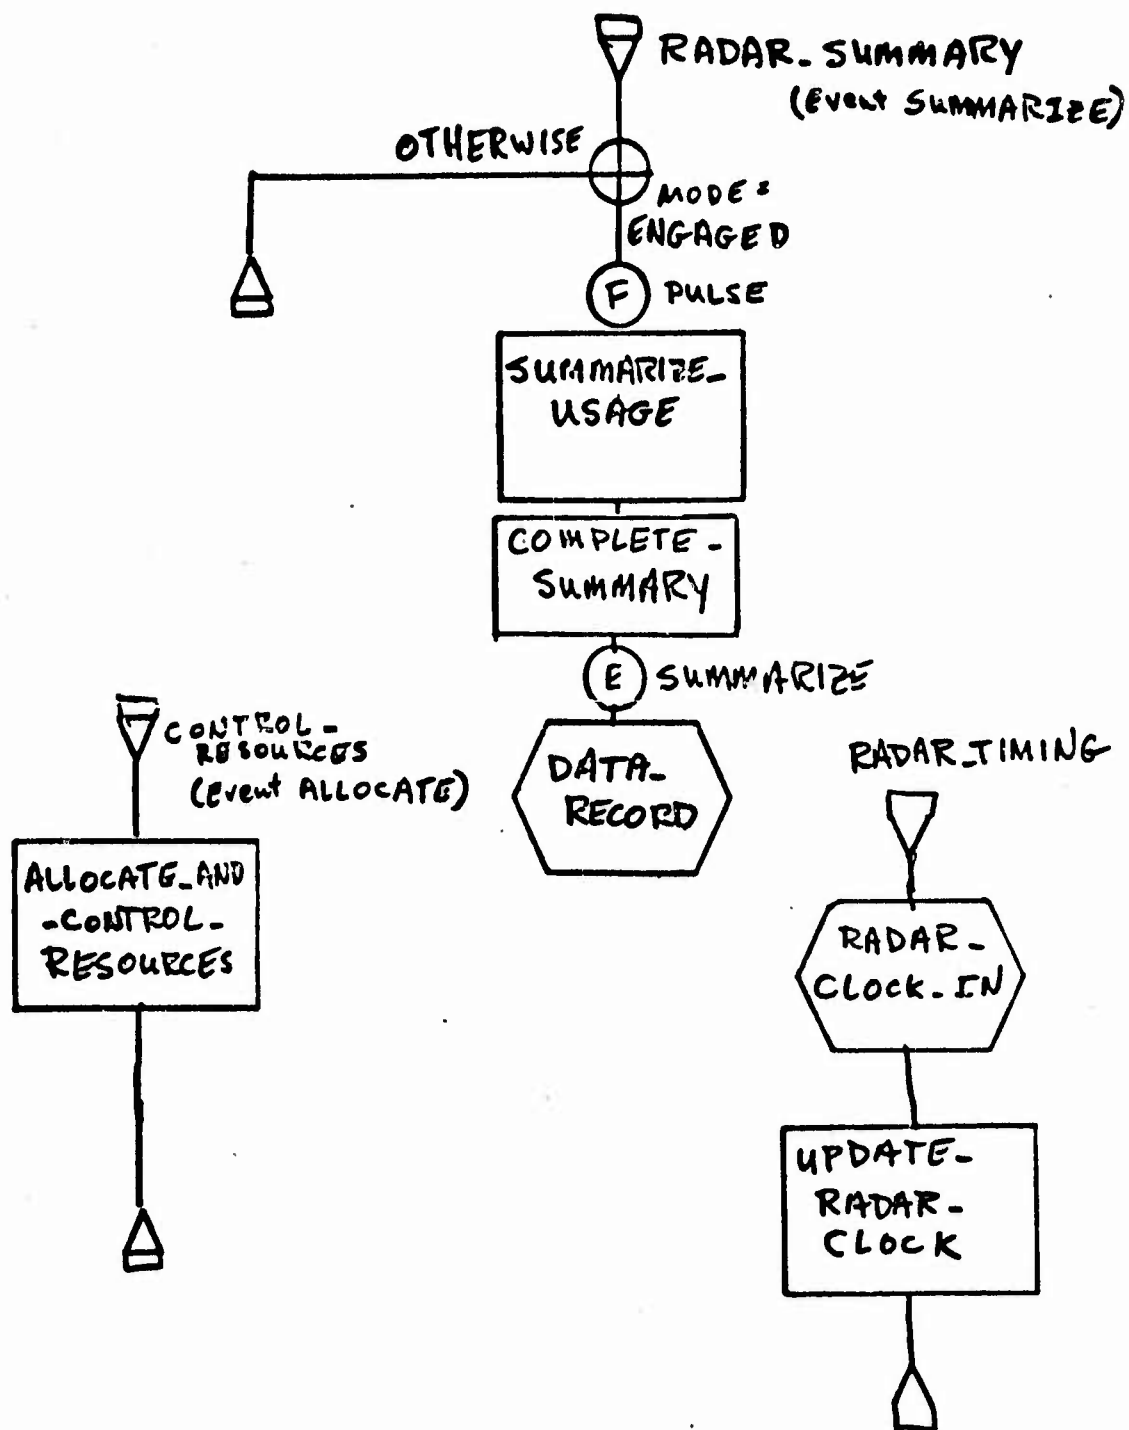 RADAR_SUMMARY
(Event SUMMARIZE)
OTHERWISE
MODE=
ENGAGED
F PULSE
SUMMARIZE_
USAGE
COMPLETE_
SUMMARY
E SUMMARIZE
DATA_
RECORD
CONTROL_
RESOURCES
(Event ALLOCATE)
ALLOCATE_AND
_CONTROL_
RESOURCES
RADAR_TIMING
RADAR_
CLOCK_IN
UPDATE_
RADAR_
CLOCK